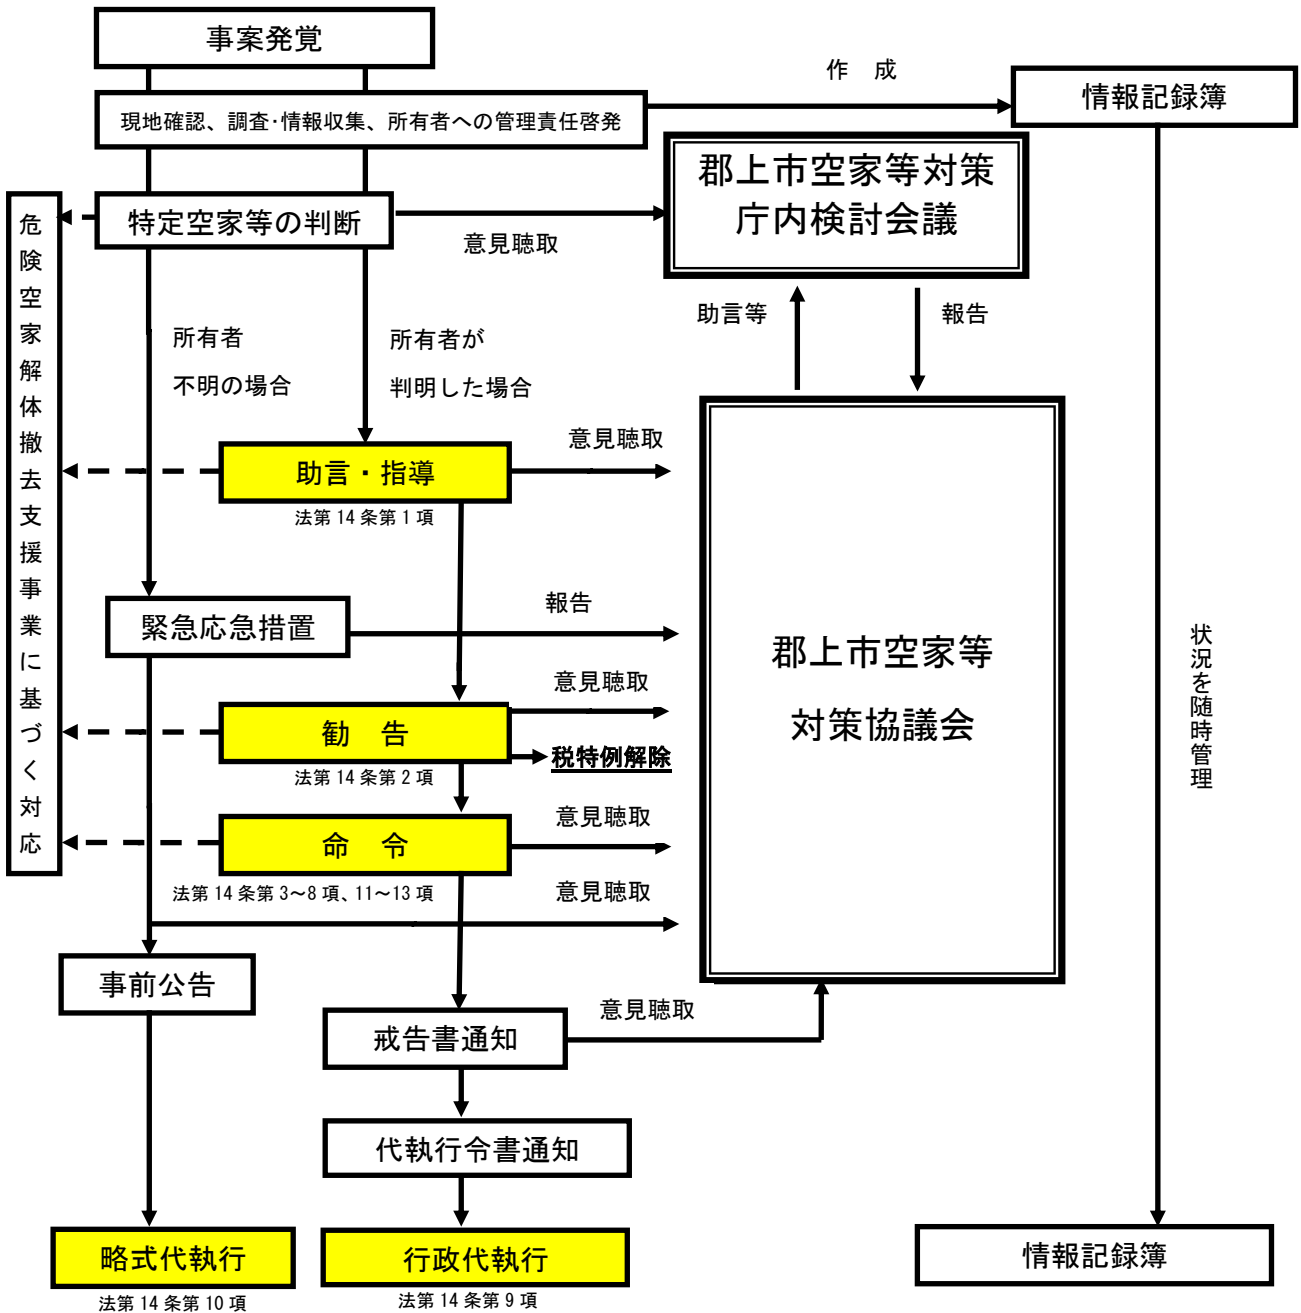 事案発覚
作　成
情報記録簿
現地確認、調査･情報収集、所有者への管理責任啓発
郡上市空家等対策
庁内検討会議
特定空家等の判断
意見聴取
危険空家解体撤去支援事業に基づく対応
助言等
報告
所有者
不明の場合
所有者が
判明した場合
意見聴取
助言・指導
法第 14 条第 1 項
緊急応急措置
報告
郡上市空家等
対策協議会
状況を随時管理
意見聴取
勧　告
税特例解除
法第 14 条第 2 項
意見聴取
命　令
法第 14 条第 3～8 項、11～13 項
意見聴取
事前公告
意見聴取
戒告書通知
代執行令書通知
略式代執行
法第 14 条第 10 項
行政代執行
法第 14 条第 9 項
情報記録簿